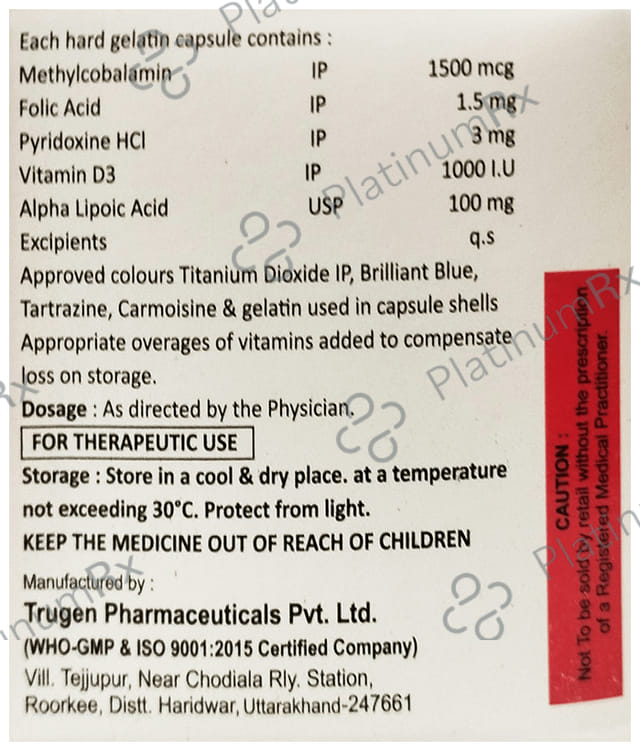 Each hard gelatin capsule contains :
Methylcobalamin IP 1500 mcg
Folic Acid IP 1.5 mg
Pyridoxine HCl IP 3 mg
Vitamin D3 IP 1000 I.U
Alpha Lipoic Acid USP 100 mg
Excipients q.s
Approved colours Titanium Dioxide IP, Brilliant Blue,
Tartrazine, Carmoisine & gelatin used in capsule shells
Appropriate overages of vitamins added to compensate
loss on storage.
Dosage : As directed by the Physician.
FOR THERAPEUTIC USE
Storage : Store in a cool & dry place. at a temperature
not exceeding 30°C. Protect from light.
KEEP THE MEDICINE OUT OF REACH OF CHILDREN
Manufactured by :
Trugen Pharmaceuticals Pvt. Ltd.
(WHO-GMP & ISO 9001:2015 Certified Company)
Vill. Tejjupur, Near Chodiala Rly. Station,
Roorkee, Distt. Haridwar, Uttarakhand-247661
CAUTION :
Not To be sold by retail without the prescription
of a Registered Medical Practitioner.
PlatinumRx
PlatinumRx
PlatinumRx